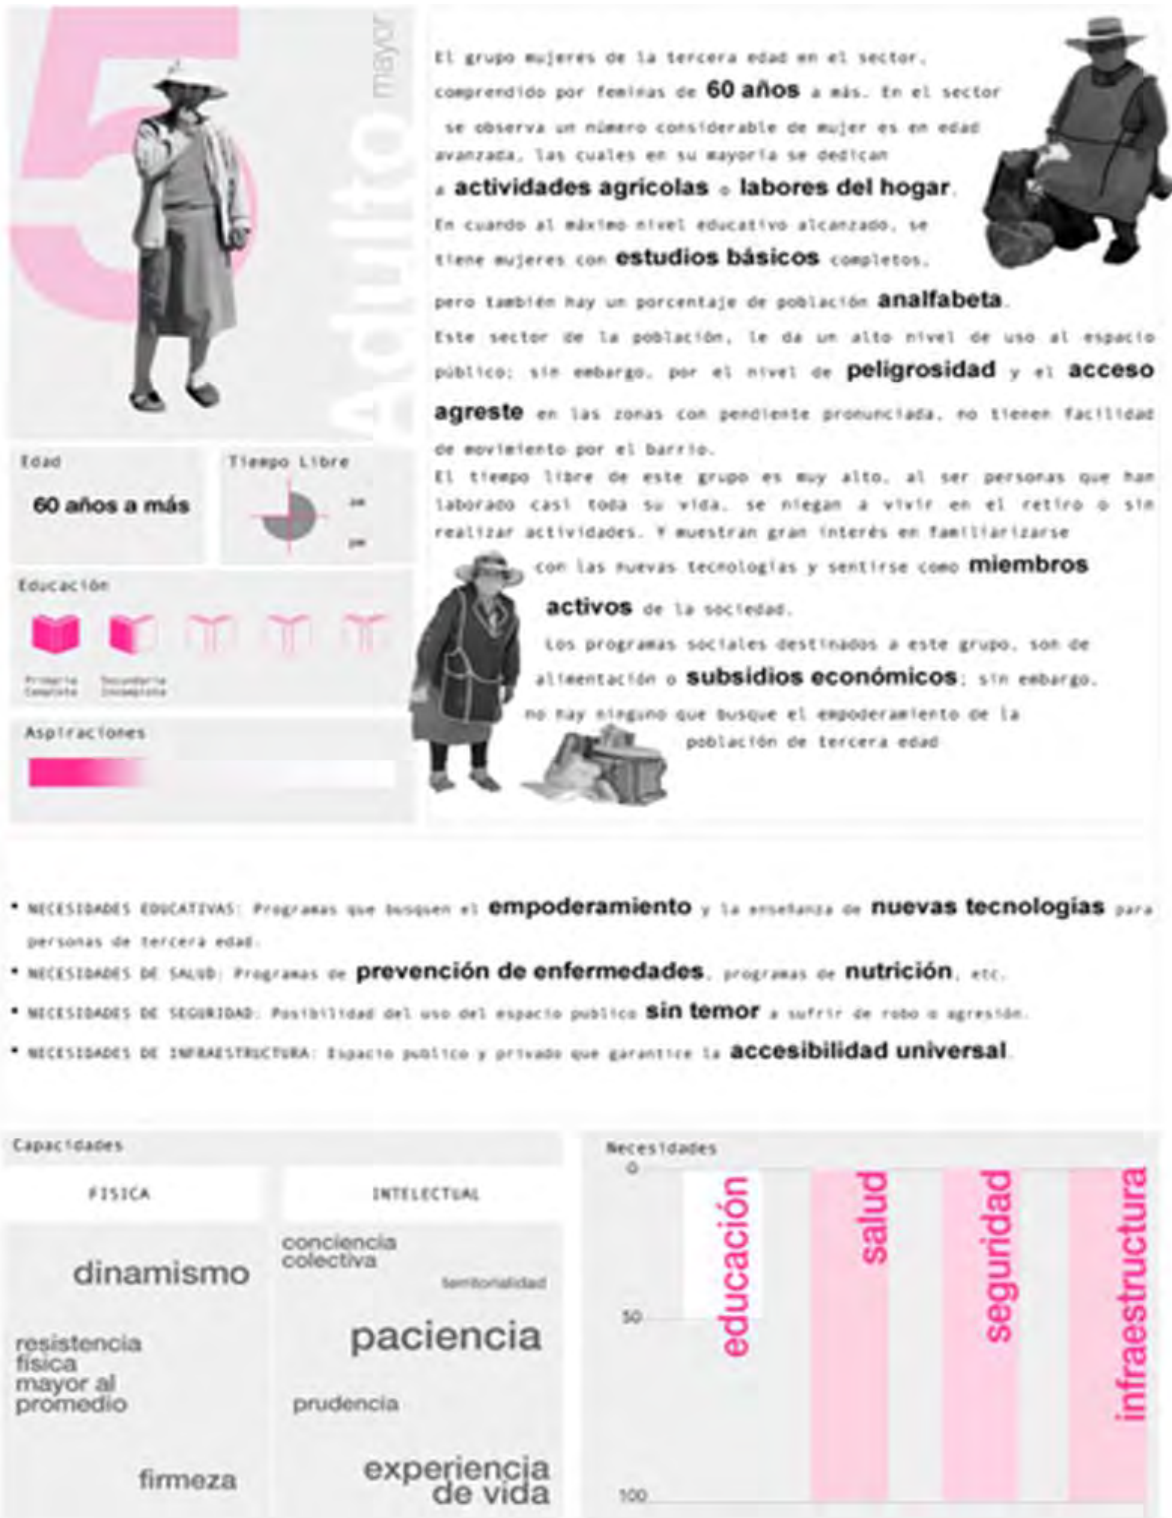 5
Adulto
mayor
El grupo mujeres de la tercera edad en el sector,
comprendido por feminas de 60 años a más. En el sector
se observa un número considerable de mujer es en edad
avanzada, las cuales en su mayoría se dedican
a actividades agrícolas o labores del hogar.
En cuando al máximo nivel educativo alcanzado, se
tiene mujeres con estudios básicos completos,
pero también hay un porcentaje de población analfabeta.
Este sector de la población, le da un alto nivel de uso al espacio
público; sin embargo, por el nivel de peligrosidad y el acceso
agreste en las zonas con pendiente pronunciada, no tienen facilidad
de movimiento por el barrio.
El tiempo libre de este grupo es muy alto, al ser personas que han
laborado casi toda su vida, se niegan a vivir en el retiro o sin
realizar actividades. Y muestran gran interés en familiarizarse
con las nuevas tecnologías y sentirse como miembros
activos de la sociedad.
Los programas sociales destinados a este grupo, son de
alimentación o subsidios económicos; sin embargo,
no hay ninguno que busque el empoderamiento de la
población de tercera edad
Edad
60 años a más
Tiempo Libre
am
pm
Educación
Primaria
Completa
Secundaria
Incompleta
Aspiraciones
• NECESIDADES EDUCATIVAS: Programas que busquen el empoderamiento y la enseñanza de nuevas tecnologías para
personas de tercera edad.
• NECESIDADES DE SALUD: Programas de prevención de enfermedades, programas de nutrición, etc.
• NECESIDADES DE SEGURIDAD: Posibilidad del uso del espacio publico sin temor a sufrir de robo o agresión.
• NECESIDADES DE INFRAESTRUCTURA: Espacio publico y privado que garantice la accesibilidad universal.
Capacidades
FISICA
dinamismo
resistencia
física
mayor al
promedio
firmeza
INTELECTUAL
conciencia
colectiva
territorialidad
paciencia
prudencia
experiencia
de vida
Necesidades
0
50
100
educación
salud
seguridad
infraestructura